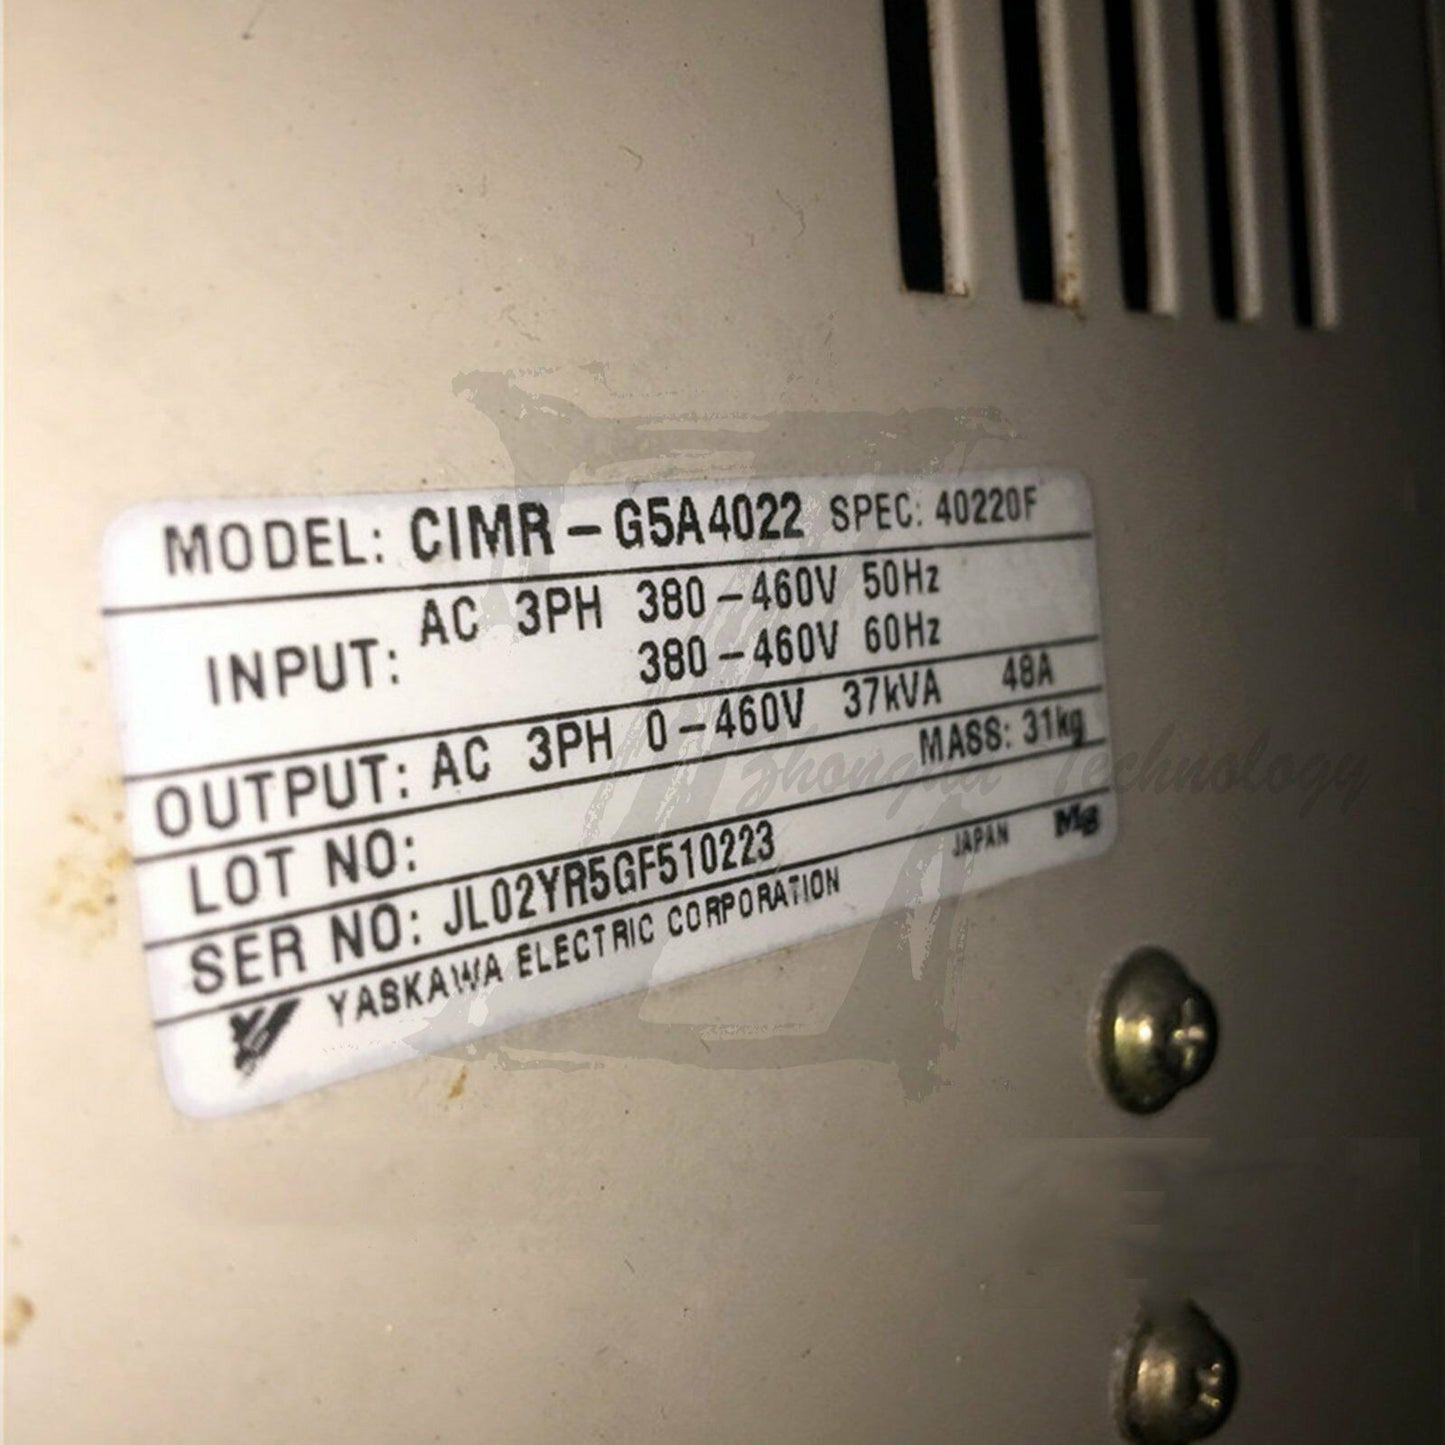 MODEL: CIMR-G5A4022 SPEC: 40220F
INPUT: AC 3PH 380-460V 50Hz
380-460V 60Hz
OUTPUT: AC 3PH 0-460V 37kVA 48A
MASS: 31kg
LOT NO:
SER NO: JL02YR5GF510223
YASKAWA ELECTRIC CORPORATION JAPAN
Technology